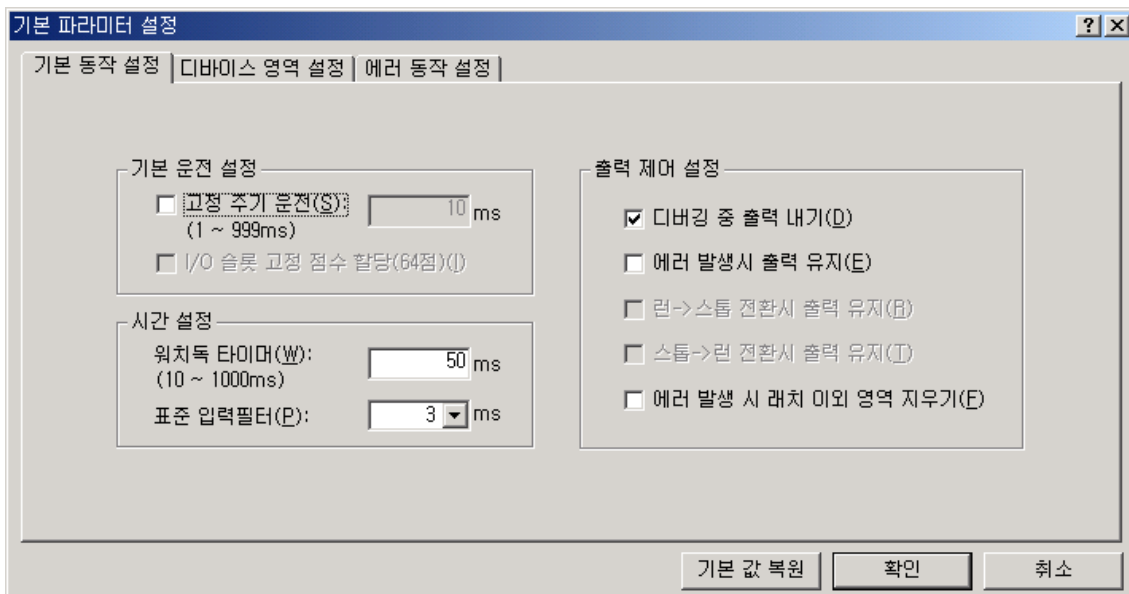 기본 파라미터 설정
기본 동작 설정 디바이스 영역 설정 에러 동작 설정
기본 운전 설정
고정 주기 운전(S): 10 ms
(1 ~ 999ms)
I/O 슬롯 고정 점수 할당(64점)(I)
시간 설정
워치독 타이머(W): 50 ms
(10 ~ 1000ms)
표준 입력필터(P): 3 ms
출력 제어 설정
디버깅 중 출력 내기(D)
에러 발생시 출력 유지(E)
런->스톱 전환시 출력 유지(R)
스톱->런 전환시 출력 유지(T)
에러 발생 시 래치 이외 영역 지우기(F)
기본 값 복원 확인 취소